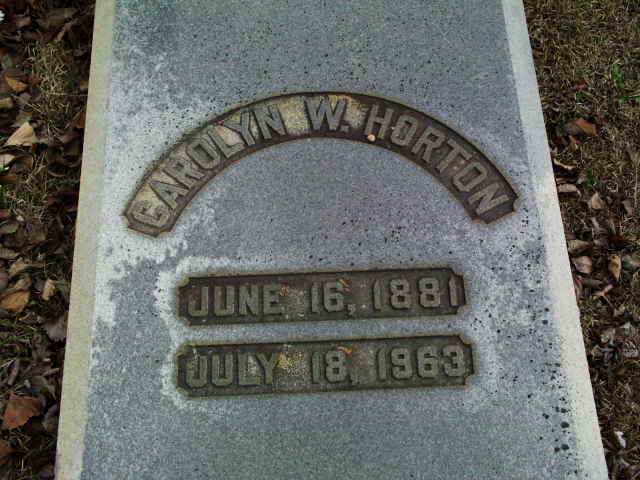 CAROLYN W. HORTON
JUNE 16, 1881
JULY 18, 1963